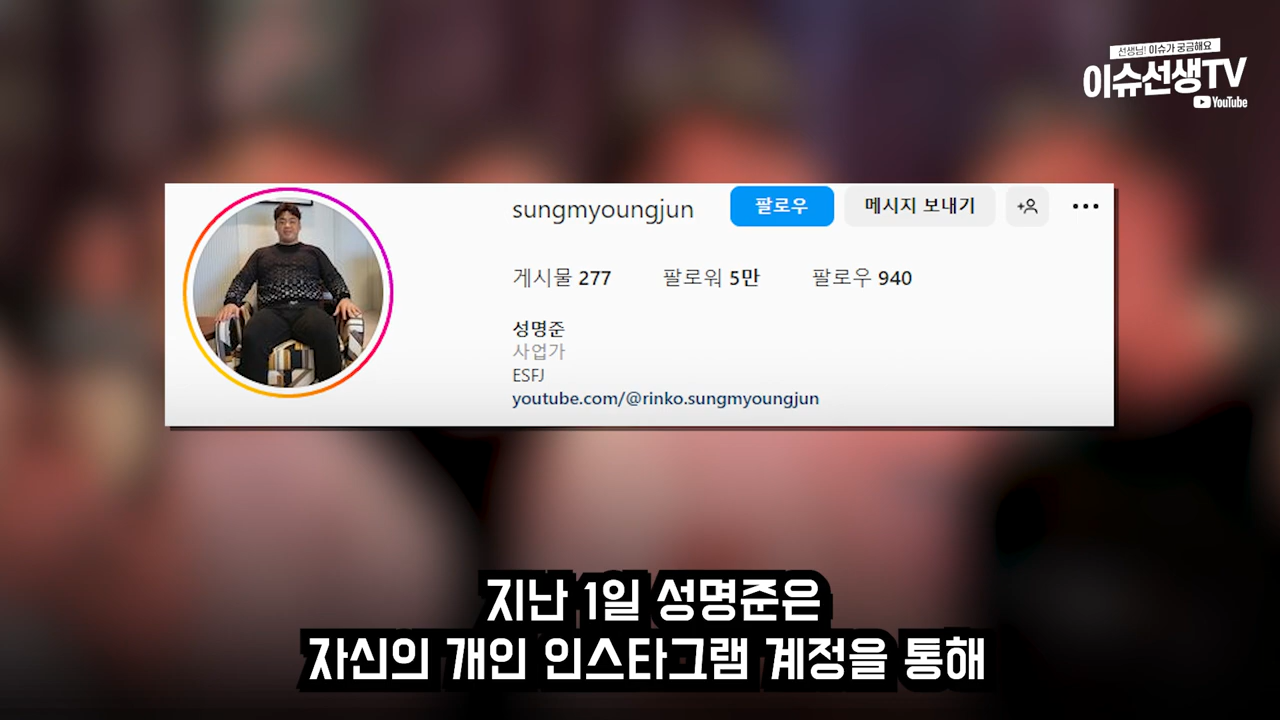 선생님! 이슈가 궁금해요
이슈선생TV
YouTube
sungmyoungjun 팔로우 메시지 보내기
게시물 277 팔로워 5만 팔로우 940
성명준
사업가
ESFJ
youtube.com/@rinko.sungmyoungjun
지난 1일 성명준은
자신의 개인 인스타그램 계정을 통해